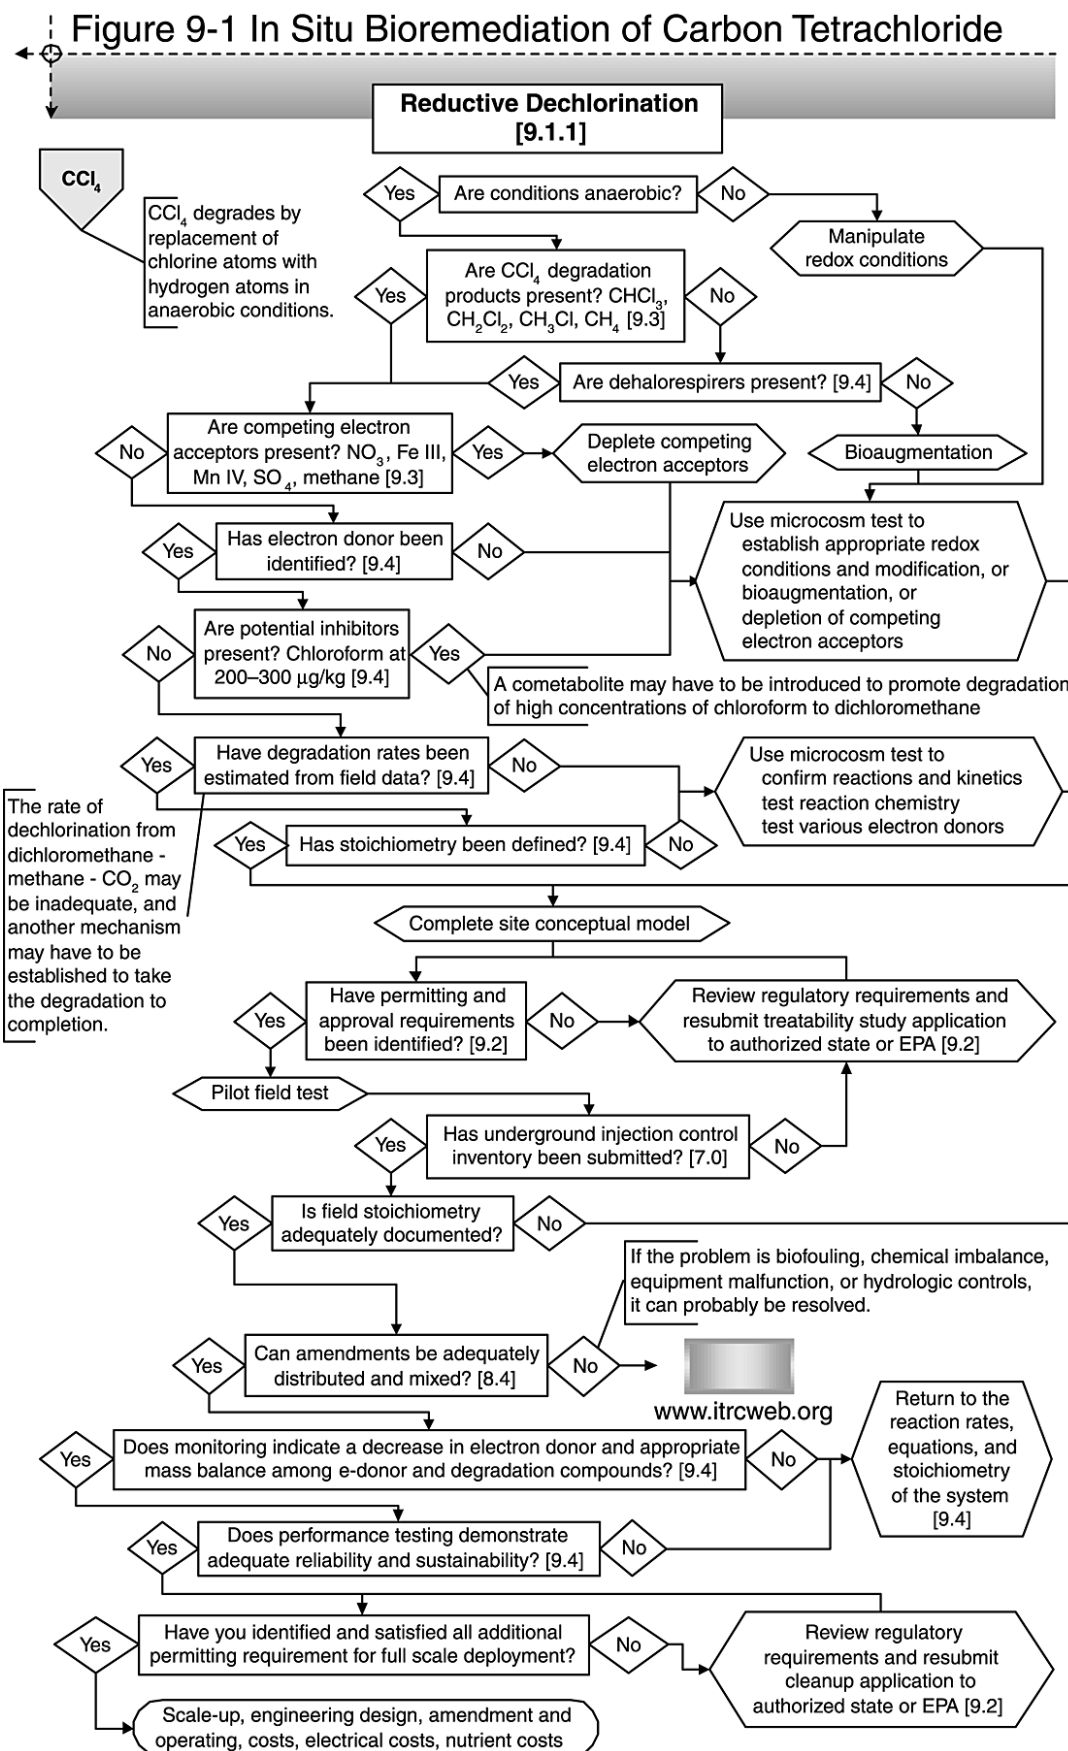 Figure 9-1 In Situ Bioremediation of Carbon Tetrachloride
Reductive Dechlorination
[9.1.1]
CCl4
CCl4 degrades by
replacement of
chlorine atoms with
hydrogen atoms in
anaerobic conditions.
Yes
Are conditions anaerobic?
No
Manipulate
redox conditions
Yes
Are CCl4 degradation
products present? CHCl3,
CH2Cl2, CH3Cl, CH4 [9.3]
No
Yes
Are dehalorespirers present? [9.4]
No
No
Are competing electron
acceptors present? NO3, Fe III,
Mn IV, SO4, methane [9.3]
Yes
Deplete competing
electron acceptors
Bioaugmentation
Yes
Has electron donor been
identified? [9.4]
No
Use microcosm test to
establish appropriate redox
conditions and modification, or
bioaugmentation, or
depletion of competing
electron acceptors
No
Are potential inhibitors
present? Chloroform at
200–300 μg/kg [9.4]
Yes
A cometabolite may have to be introduced to promote degradation
of high concentrations of chloroform to dichloromethane
Yes
Have degradation rates been
estimated from field data? [9.4]
No
Use microcosm test to
confirm reactions and kinetics
test reaction chemistry
test various electron donors
The rate of
dechlorination from
dichloromethane -
methane - CO2 may
be inadequate, and
another mechanism
may have to be
established to take
the degradation to
completion.
Yes
Has stoichiometry been defined? [9.4]
No
Complete site conceptual model
Yes
Have permitting and
approval requirements
been identified? [9.2]
No
Review regulatory requirements and
resubmit treatability study application
to authorized state or EPA [9.2]
Pilot field test
Yes
Has underground injection control
inventory been submitted? [7.0]
No
Yes
Is field stoichiometry
adequately documented?
No
If the problem is biofouling, chemical imbalance,
equipment malfunction, or hydrologic controls,
it can probably be resolved.
Yes
Can amendments be adequately
distributed and mixed? [8.4]
No
www.itrcweb.org
Return to the
reaction rates,
equations, and
stoichiometry
of the system
[9.4]
Yes
Does monitoring indicate a decrease in electron donor and appropriate
mass balance among e-donor and degradation compounds? [9.4]
No
Yes
Does performance testing demonstrate
adequate reliability and sustainability? [9.4]
No
Yes
Have you identified and satisfied all additional
permitting requirement for full scale deployment?
No
Review regulatory
requirements and resubmit
cleanup application to
authorized state or EPA [9.2]
Scale-up, engineering design, amendment and
operating, costs, electrical costs, nutrient costs